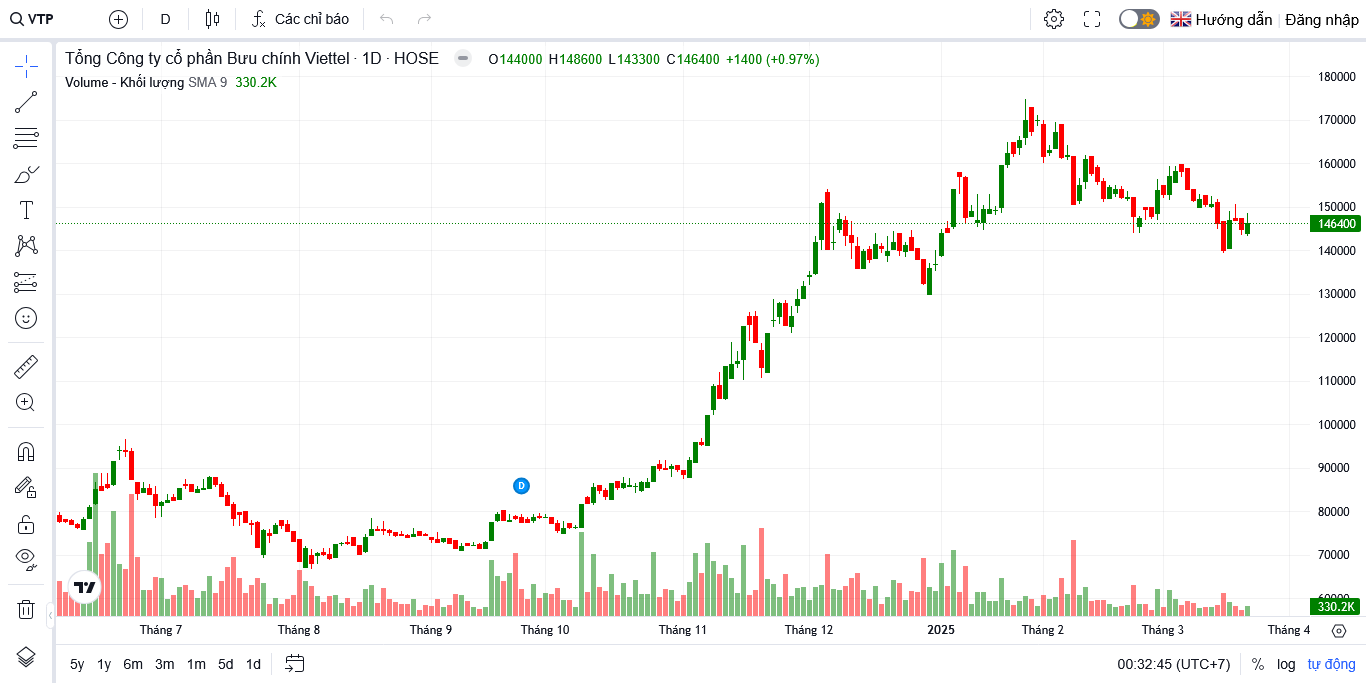 VTP D Các chỉ báo Hướng dẫn Đăng nhập
Tổng Công ty cổ phần Bưu chính Viettel · 1D · HOSE O144000 H148600 L143300 C146400 +1400 (+0.97%)
Volume - Khối lượng SMA 9 330.2K
180000
170000
160000
150000
146400
140000
130000
120000
110000
100000
90000
D
80000
70000
60000
330.2K
Tháng 7 Tháng 8 Tháng 9 Tháng 10 Tháng 11 Tháng 12 2025 Tháng 2 Tháng 3 Tháng 4
5y 1y 6m 3m 1m 5d 1d 00:32:45 (UTC+7) % log tự động